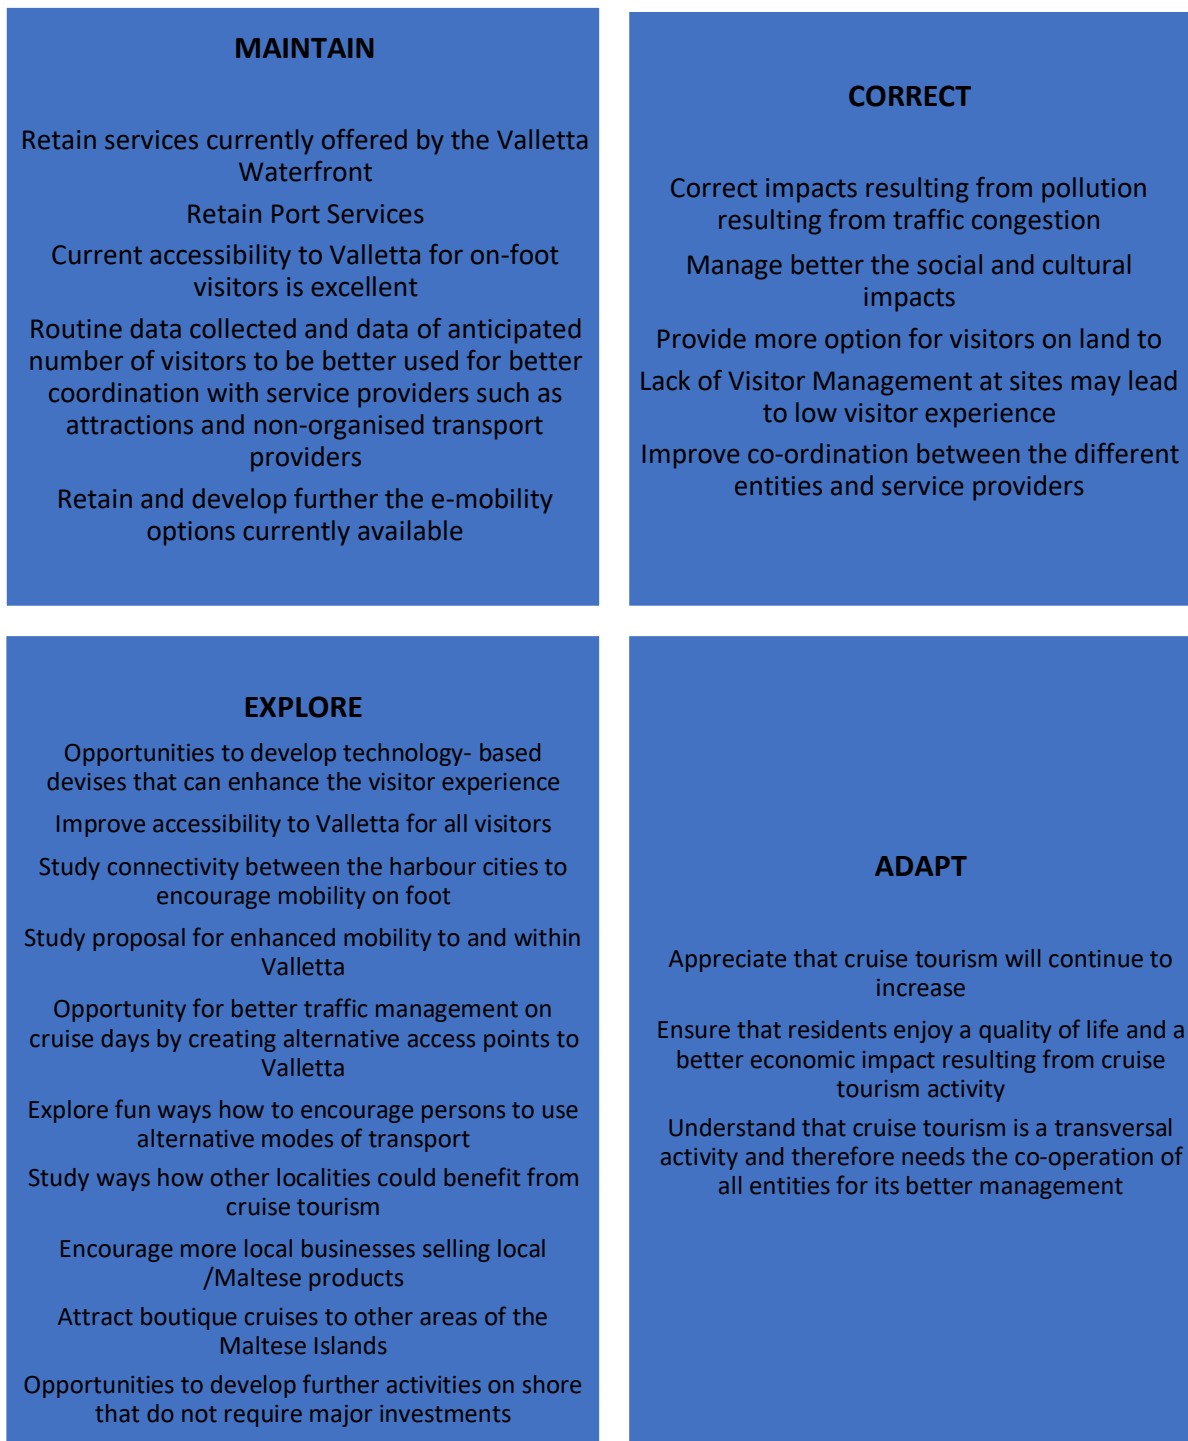 MAINTAIN
Retain services currently offered by the Valletta
Waterfront
Retain Port Services
Current accessibility to Valletta for on-foot
visitors is excellent
Routine data collected and data of anticipated
number of visitors to be better used for better
coordination with service providers such as
attractions and non-organised transport
providers
Retain and develop further the e-mobility
options currently available
CORRECT
Correct impacts resulting from pollution
resulting from traffic congestion
Manage better the social and cultural
impacts
Provide more option for visitors on land to
Lack of Visitor Management at sites may lead
to low visitor experience
Improve co-ordination between the different
entities and service providers
EXPLORE
Opportunities to develop technology- based
devises that can enhance the visitor experience
Improve accessibility to Valletta for all visitors
Study connectivity between the harbour cities to
encourage mobility on foot
Study proposal for enhanced mobility to and within
Valletta
Opportunity for better traffic management on
cruise days by creating alternative access points to
Valletta
Explore fun ways how to encourage persons to use
alternative modes of transport
Study ways how other localities could benefit from
cruise tourism
Encourage more local businesses selling local
/Maltese products
Attract boutique cruises to other areas of the
Maltese Islands
Opportunities to develop further activities on shore
that do not require major investments
ADAPT
Appreciate that cruise tourism will continue to
increase
Ensure that residents enjoy a quality of life and a
better economic impact resulting from cruise
tourism activity
Understand that cruise tourism is a transversal
activity and therefore needs the co-operation of
all entities for its better management